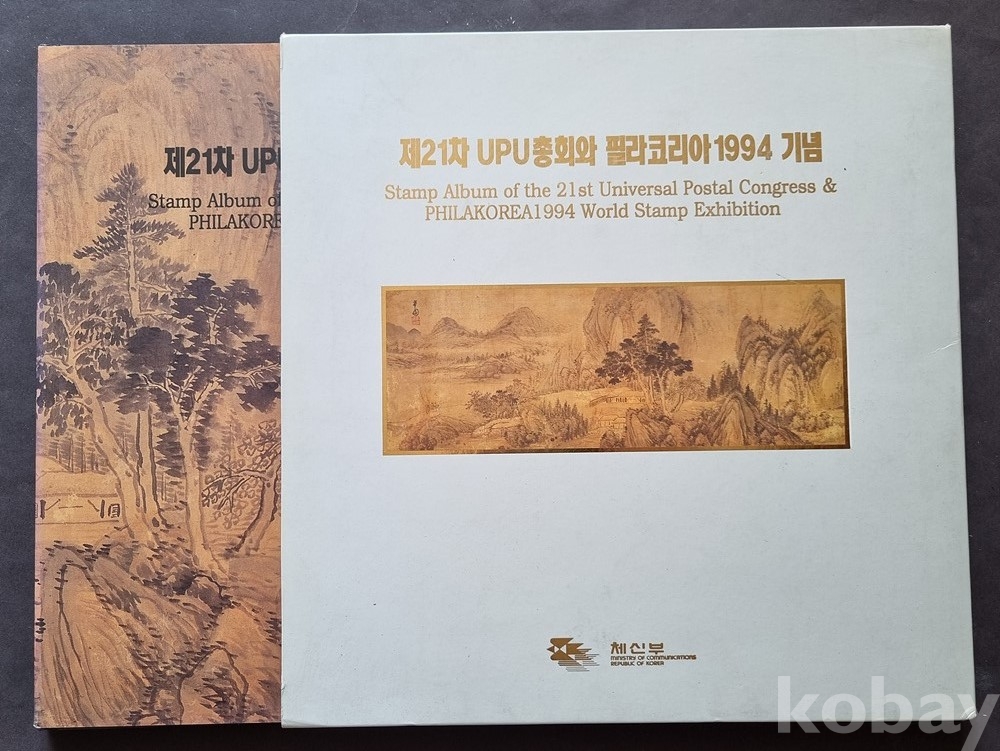 제21차 UPU
Stamp Album of
PHILAKORE
제21차 UPU총회와 필라코리아1994 기념
Stamp Album of the 21st Universal Postal Congress &
PHILAKOREA1994 World Stamp Exhibition
체신부
MINISTRY OF COMMUNICATIONS
REPUBLIC OF KOREA
kobay